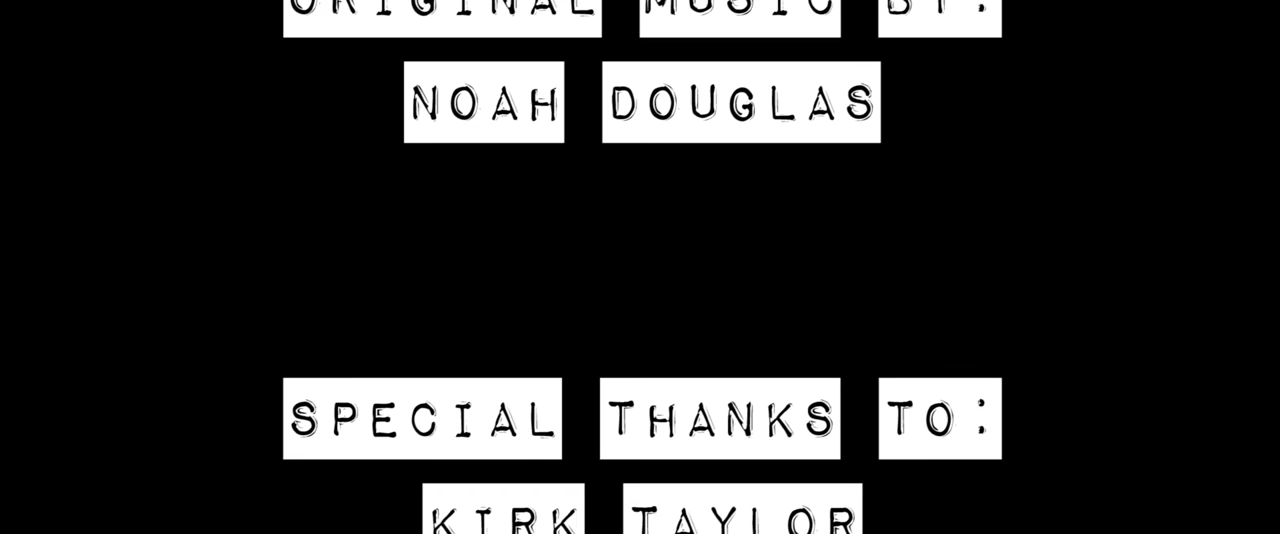 ORIGINAL MUSIC BY:
NOAH DOUGLAS
SPECIAL THANKS TO:
KIRK TAYLOR